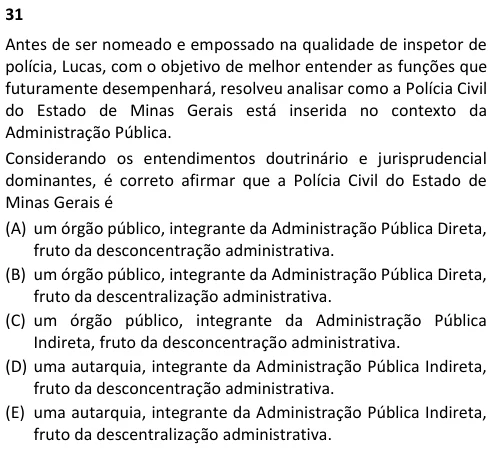 31
Antes de ser nomeado e empossado na qualidade de inspetor de
polícia, Lucas, com o objetivo de melhor entender as funções que
futuramente desempenhará, resolveu analisar como a Polícia Civil
do Estado de Minas Gerais está inserida no contexto da
Administração Pública.
Considerando os entendimentos doutrinário e jurisprudencial
dominantes, é correto afirmar que a Polícia Civil do Estado de
Minas Gerais é
(A) um órgão público, integrante da Administração Pública Direta,
fruto da desconcentração administrativa.
(B) um órgão público, integrante da Administração Pública Direta,
fruto da descentralização administrativa.
(C) um órgão público, integrante da Administração Pública
Indireta, fruto da desconcentração administrativa.
(D) uma autarquia, integrante da Administração Pública Indireta,
fruto da desconcentração administrativa.
(E) uma autarquia, integrante da Administração Pública Indireta,
fruto da descentralização administrativa.